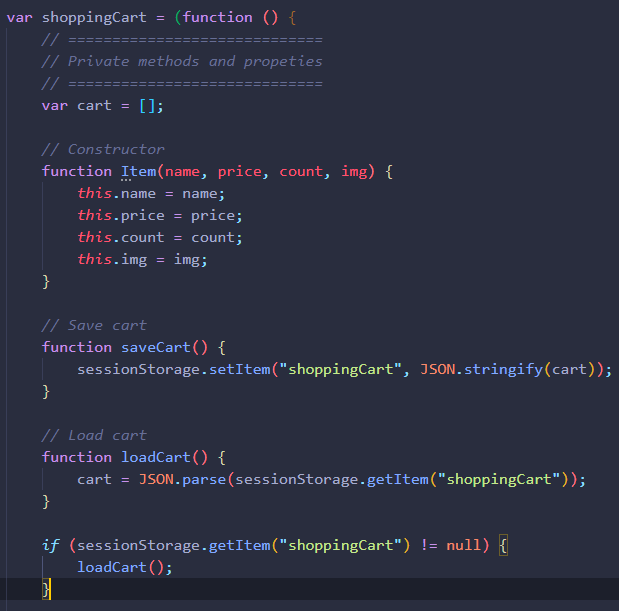 var shoppingCart = (function () {
// =============================
// Private methods and propeties
// =============================
var cart = [];
// Constructor
function Item(name, price, count, img) {
this.name = name;
this.price = price;
this.count = count;
this.img = img;
}
// Save cart
function saveCart() {
sessionStorage.setItem("shoppingCart", JSON.stringify(cart));
}
// Load cart
function loadCart() {
cart = JSON.parse(sessionStorage.getItem("shoppingCart"));
}
if (sessionStorage.getItem("shoppingCart") != null) {
loadCart();
}